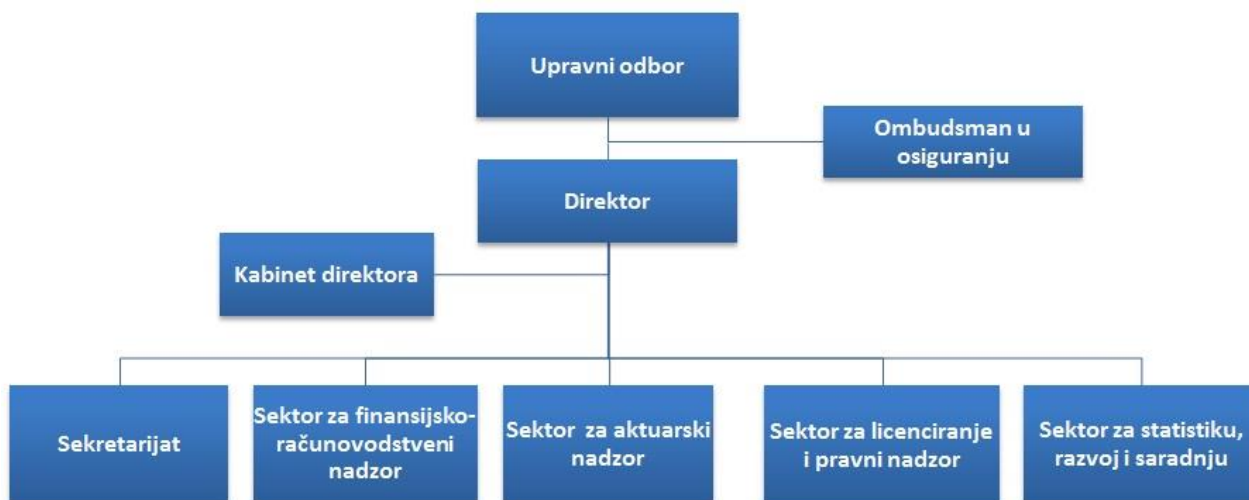 Upravni odbor
Ombudsman u
osiguranju
Direktor
Kabinet direktora
Sekretarijat
Sektor za finansijsko-
računovodstveni
nadzor
Sektor za aktuarski
nadzor
Sektor za licenciranje
i pravni nadzor
Sektor za statistiku,
razvoj i saradnju